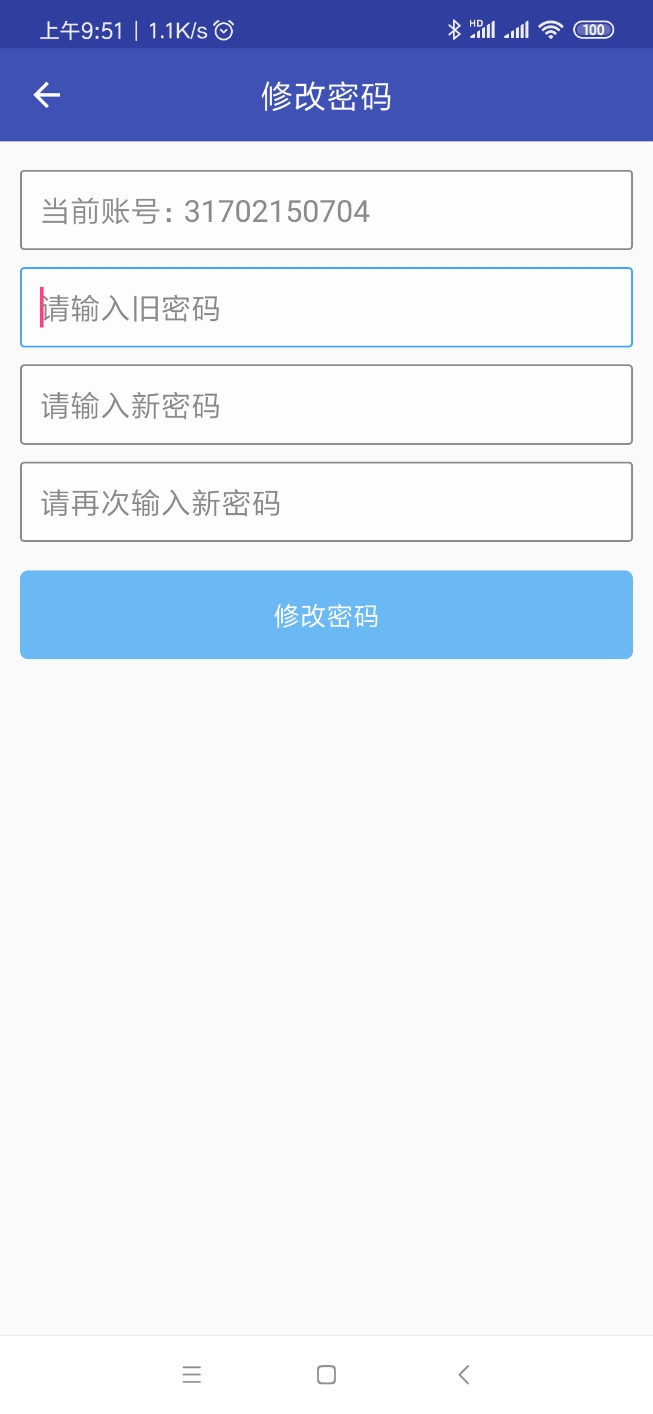 上午9:51 | 1.1K/s
HD
100
修改密码
当前账号: 31702150704
请输入旧密码
请输入新密码
请再次输入新密码
修改密码